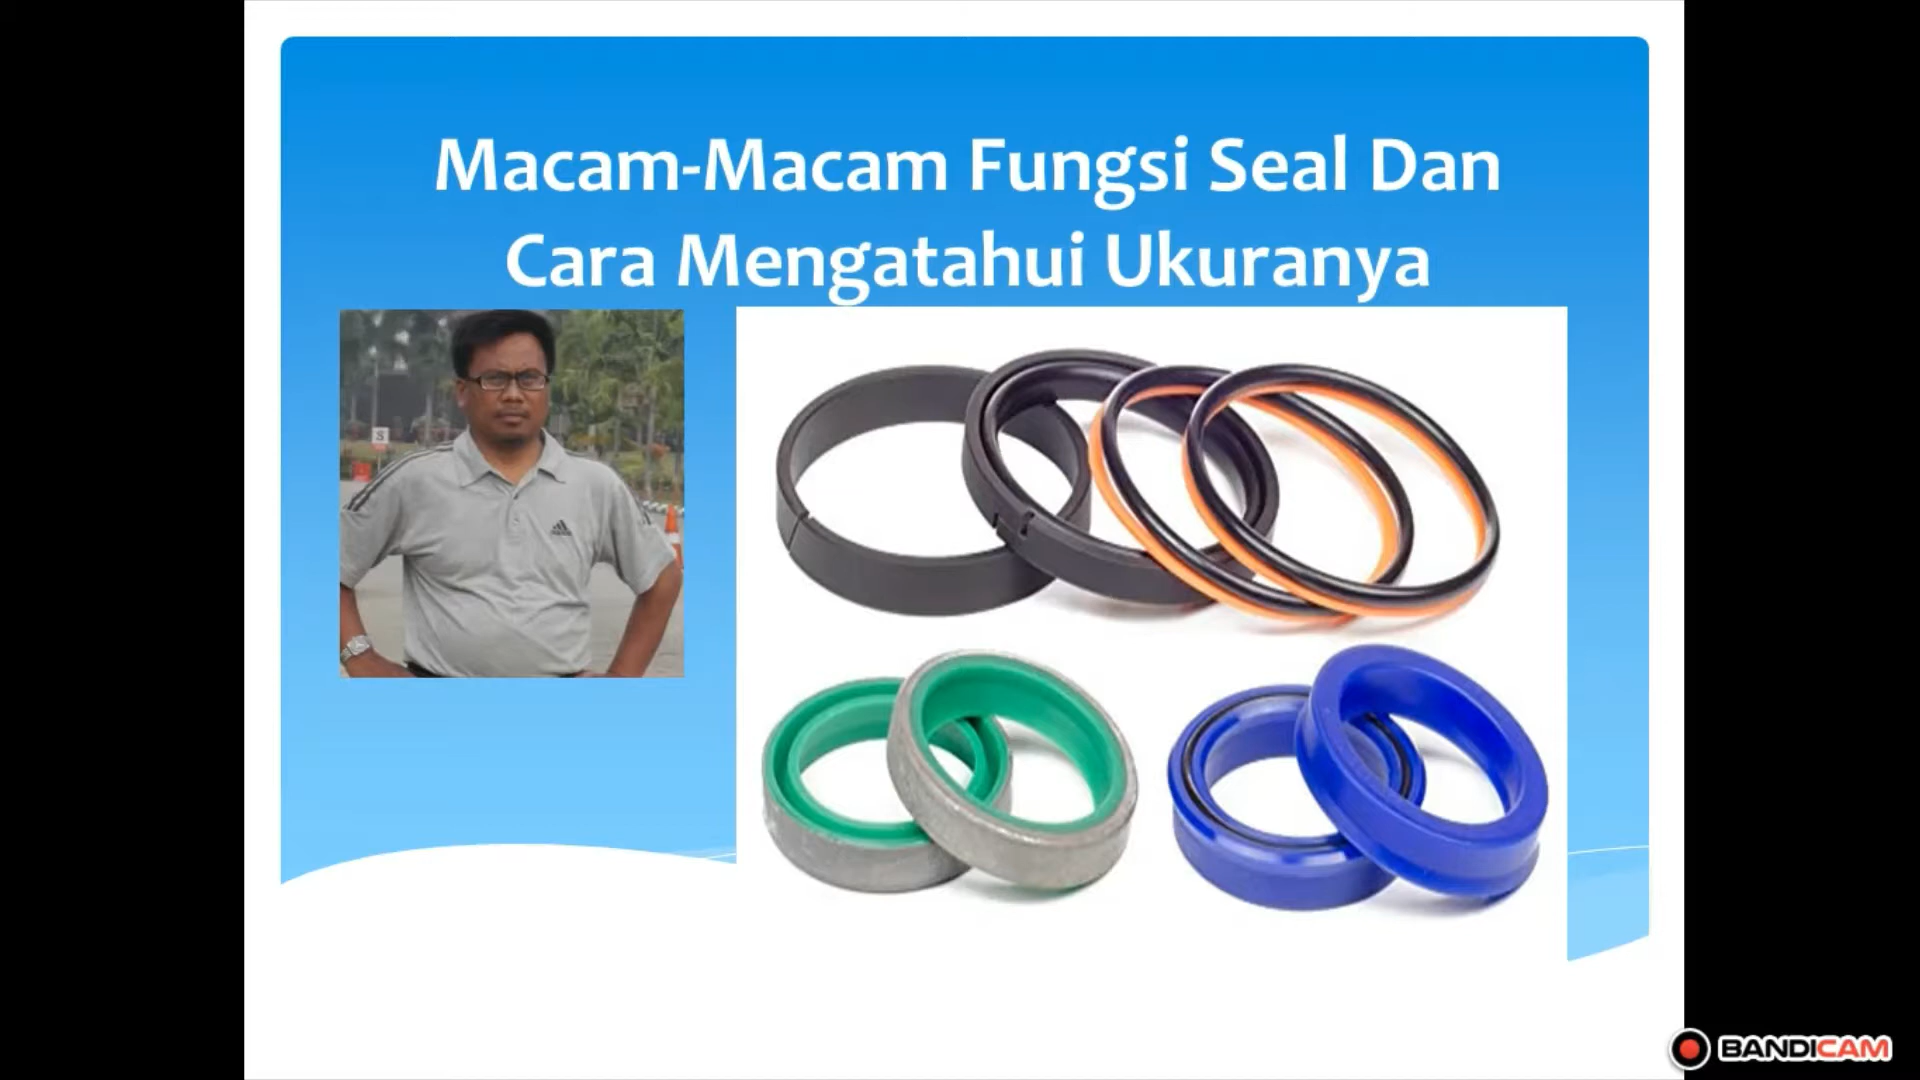 Macam-Macam Fungsi Seal Dan
Cara Mengatahui Ukuranya
S
BANDICAM